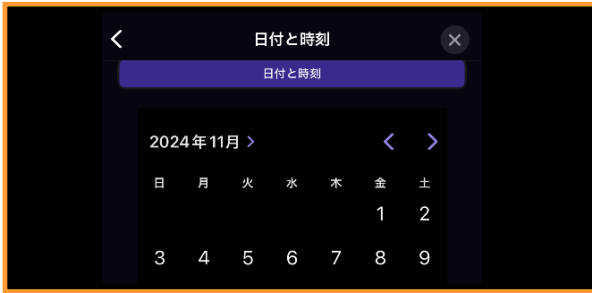 日付と時刻
日付と時刻
2024年11月
日 月 火 水 木 金 土
1 2
3 4 5 6 7 8 9